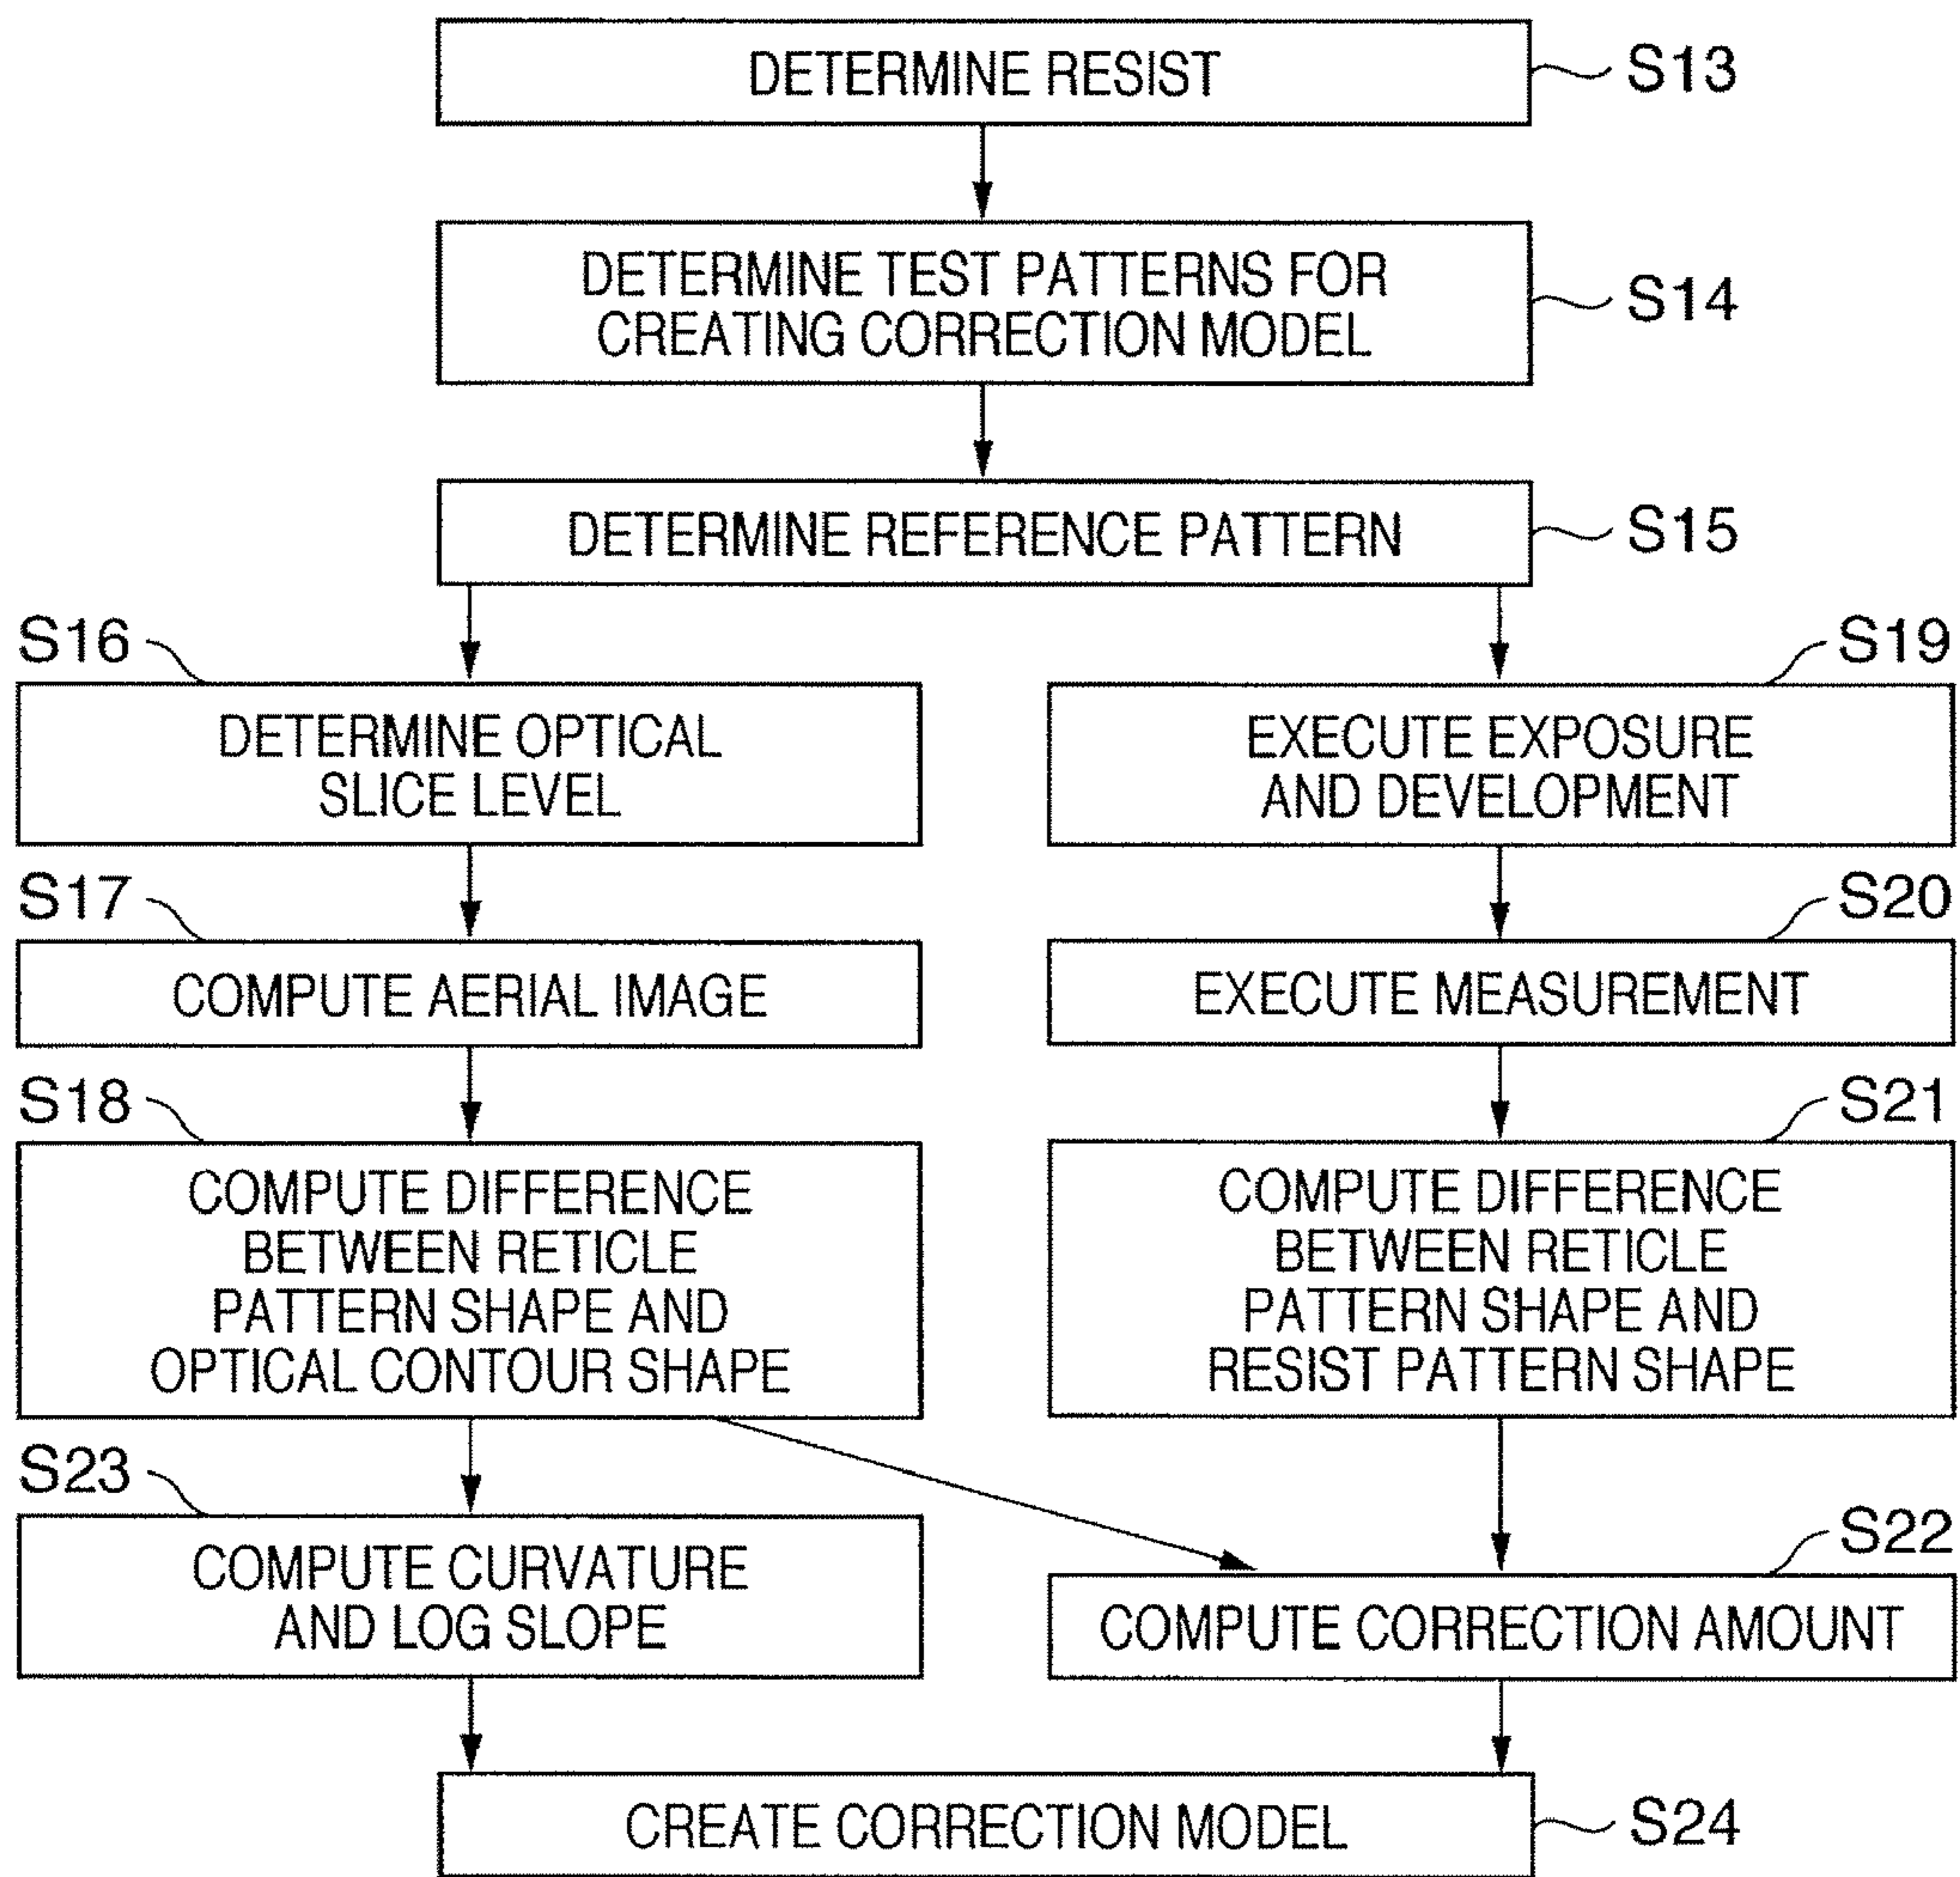 DETERMINE RESIST
S13
DETERMINE TEST PATTERNS FOR
CREATING CORRECTION MODEL
S14
DETERMINE REFERENCE PATTERN
S15
S16
DETERMINE OPTICAL
SLICE LEVEL
S19
EXECUTE EXPOSURE
AND DEVELOPMENT
S17
COMPUTE AERIAL IMAGE
S20
EXECUTE MEASUREMENT
S18
COMPUTE DIFFERENCE
BETWEEN RETICLE
PATTERN SHAPE AND
OPTICAL CONTOUR SHAPE
S21
COMPUTE DIFFERENCE
BETWEEN RETICLE
PATTERN SHAPE AND
RESIST PATTERN SHAPE
S23
COMPUTE CURVATURE
AND LOG SLOPE
S22
COMPUTE CORRECTION AMOUNT
CREATE CORRECTION MODEL
S24